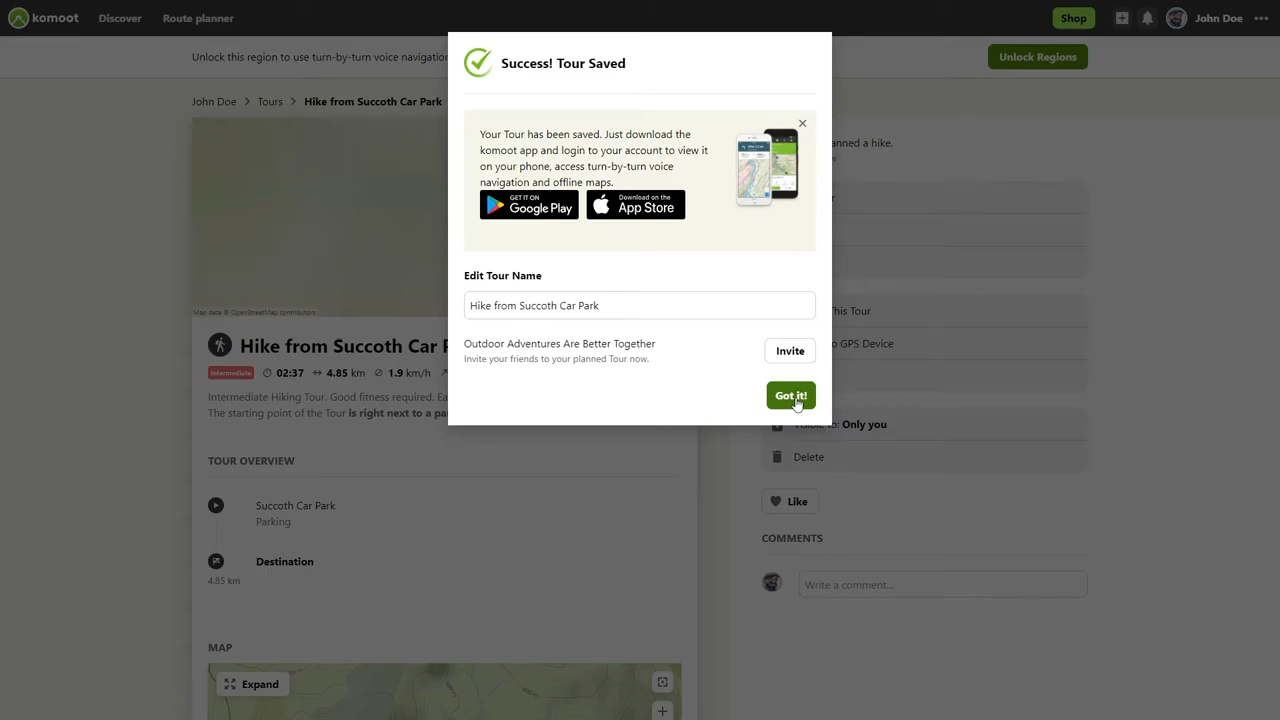 komoot
Discover
Route planner
Shop
John Doe
Unlock this region to use turn-by-turn voice navigation
Unlock Regions
John Doe > Tours > Hike from Succoth Car Park
Success! Tour Saved
Your Tour has been saved. Just download the
komoot app and login to your account to view it
on your phone, access turn-by-turn voice
navigation and offline maps.
GET IT ON
Google Play
Download on the
App Store
Edit Tour Name
Hike from Succoth Car Park
Outdoor Adventures Are Better Together
Invite your friends to your planned Tour now.
Invite
Got it!
Map data © OpenStreetMap contributors
Hike from Succoth Car
Intermediate 02:37 4.85 km 1.9 km/h
Intermediate Hiking Tour. Good fitness required.
The starting point of the Tour is right next to a
TOUR OVERVIEW
Succoth Car Park
Parking
Destination
4.85 km
MAP
Expand
a hike.
This Tour
GPS Device
Visible to: Only you
Delete
Like
COMMENTS
Write a comment...